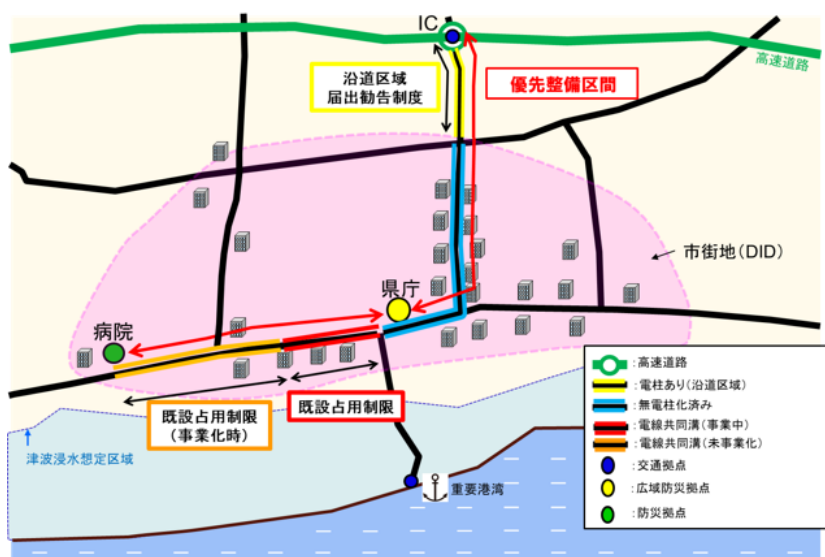 IC
高速道路
沿道区域
届出勧告制度
優先整備区間
市街地(DID)
県庁
病院
既設占用制限
(事業化時)
既設占用制限
津波浸水想定区域
重要港湾
:高速道路
:電柱あり(沿道区域)
:無電柱化済み
:電線共同溝(事業中)
:電線共同溝(未事業化)
:交通拠点
:広域防災拠点
:防災拠点